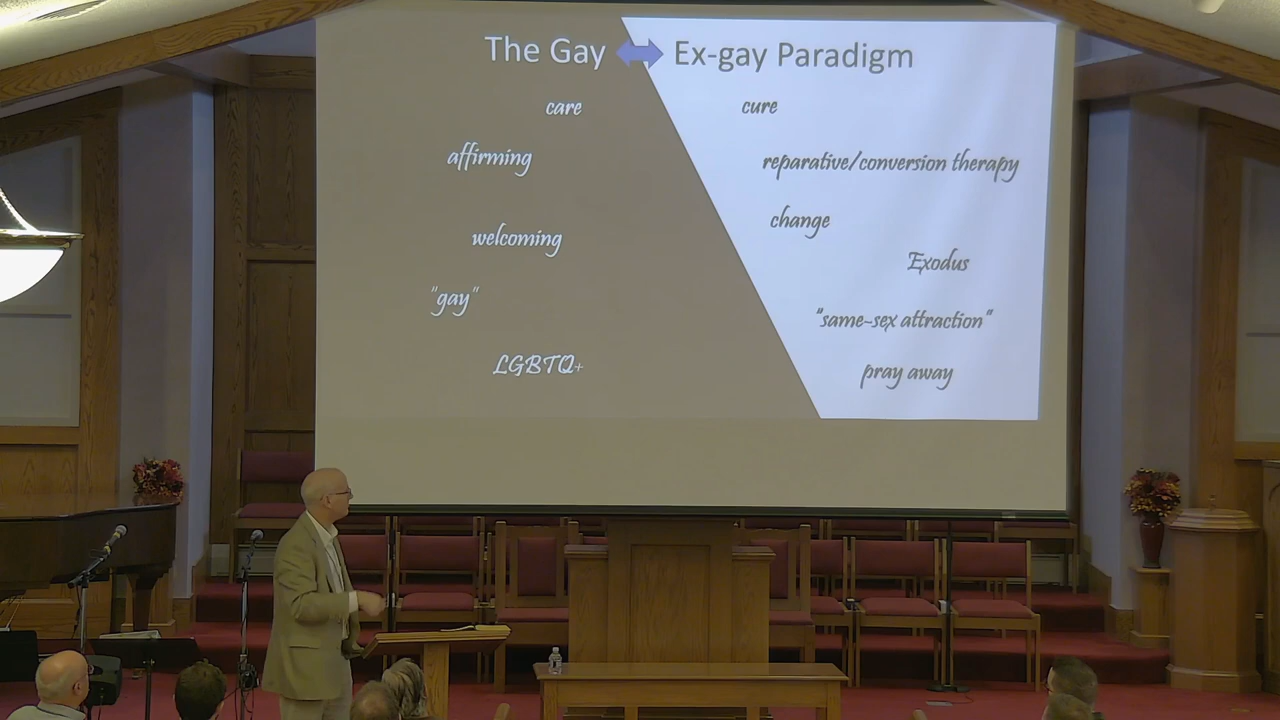 The Gay Ex-gay Paradigm
care
cure
affirming
reparative/conversion therapy
welcoming
change
Exodus
"gay"
"same-sex attraction"
LGBTQ+
pray away